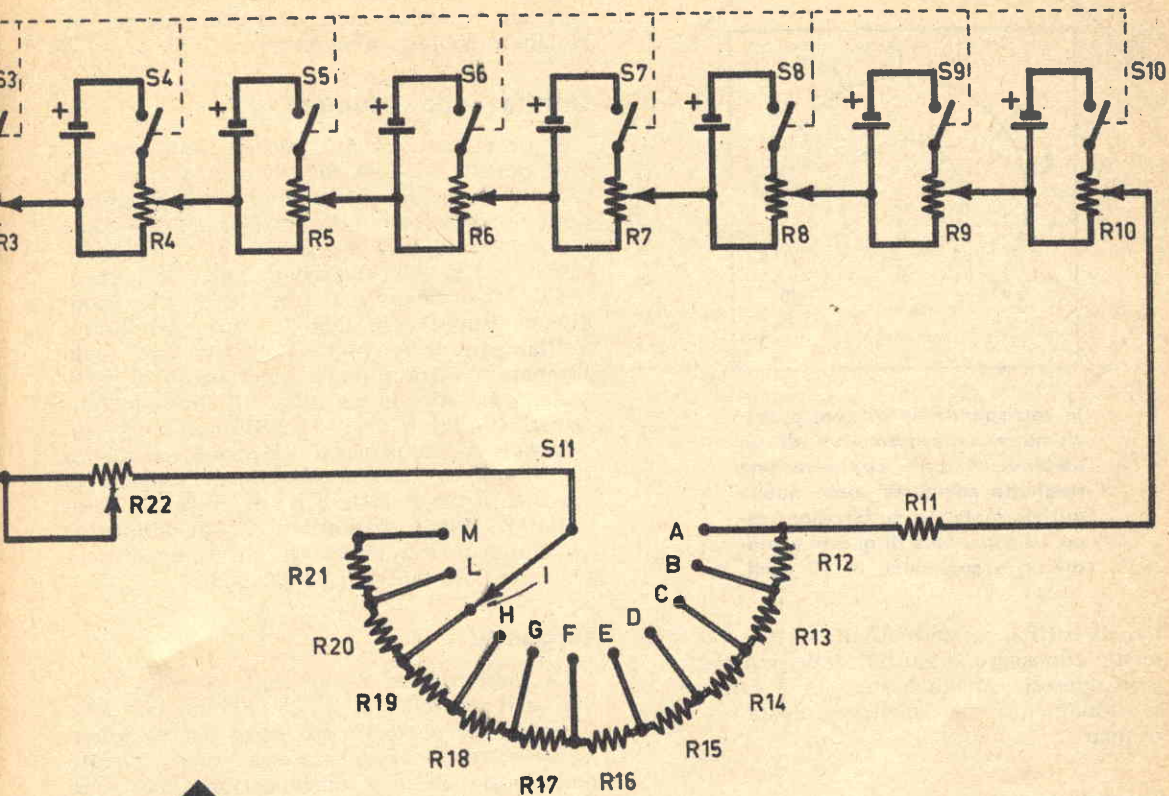 S3 S4 S5 S6 S7 S8 S9 S10
+ + + + + + +
R3 R4 R5 R6 R7 R8 R9 R10
S11
R22 R11
M A
R21 L B R12
I C
H G F E D
R20 R13
R19 R14
R18 R15
R17 R16